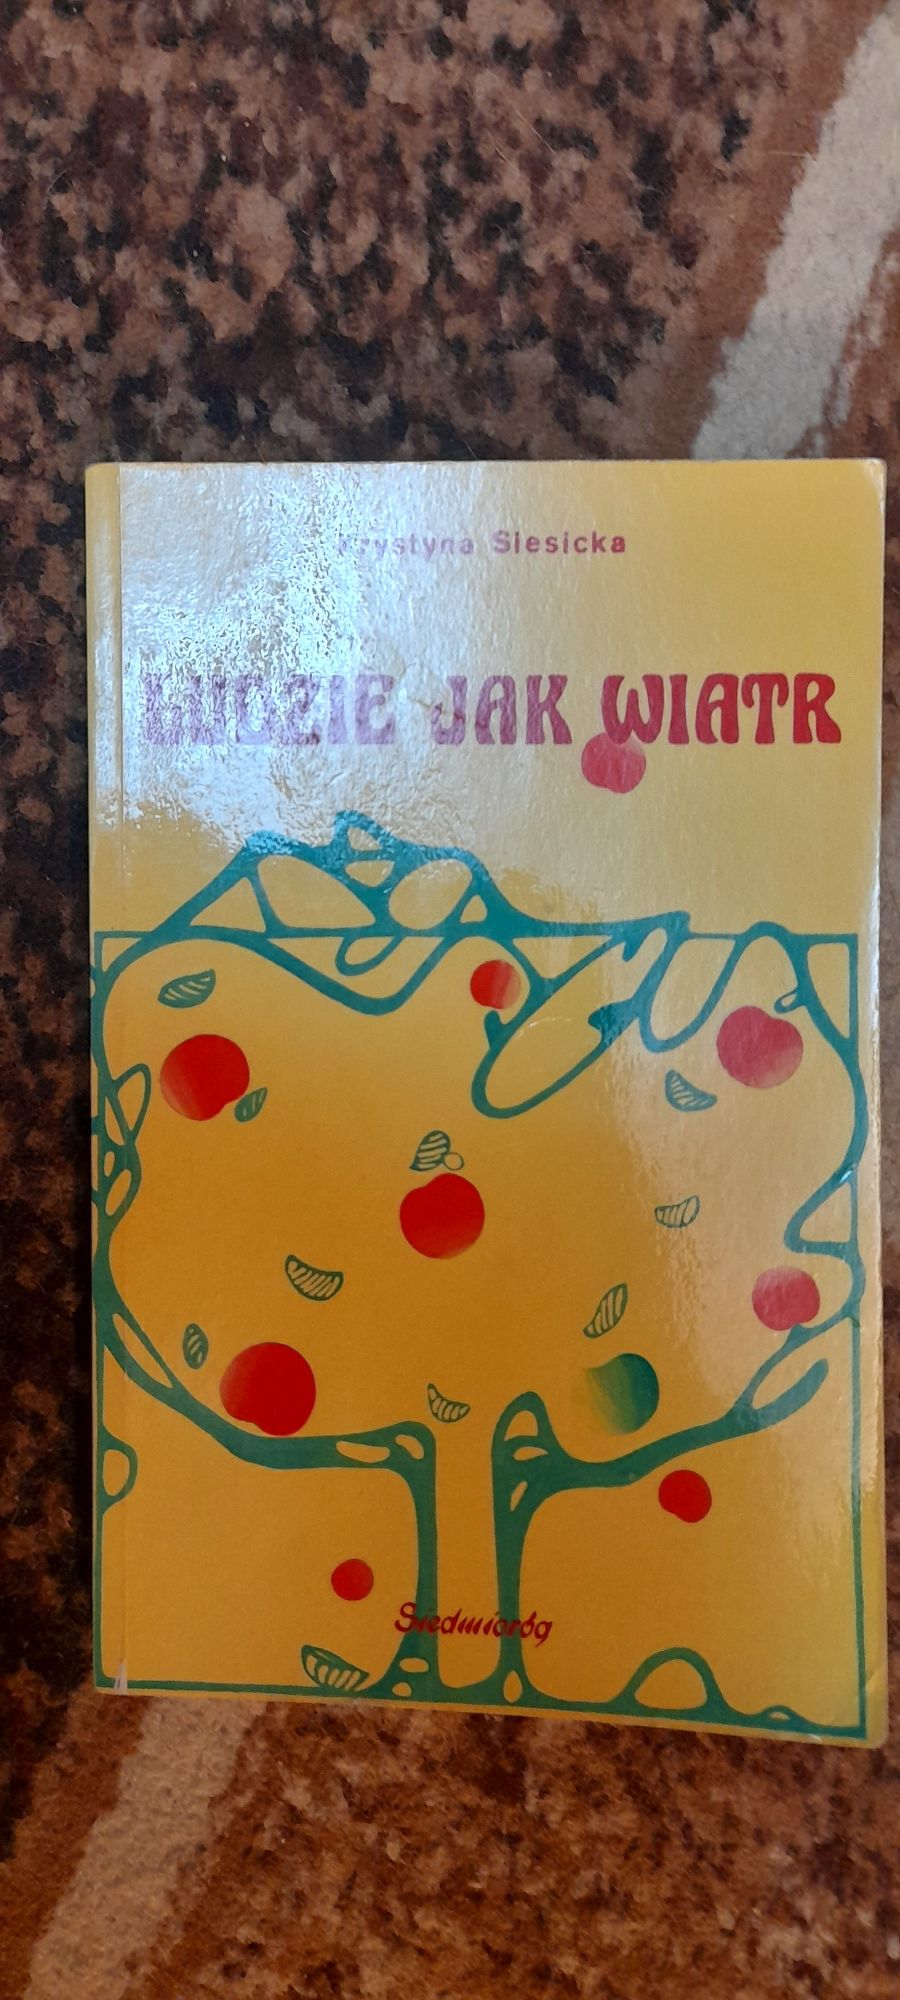 Krystyna Siesicka
LUDZIE JAK WIATR
Siedmioróg